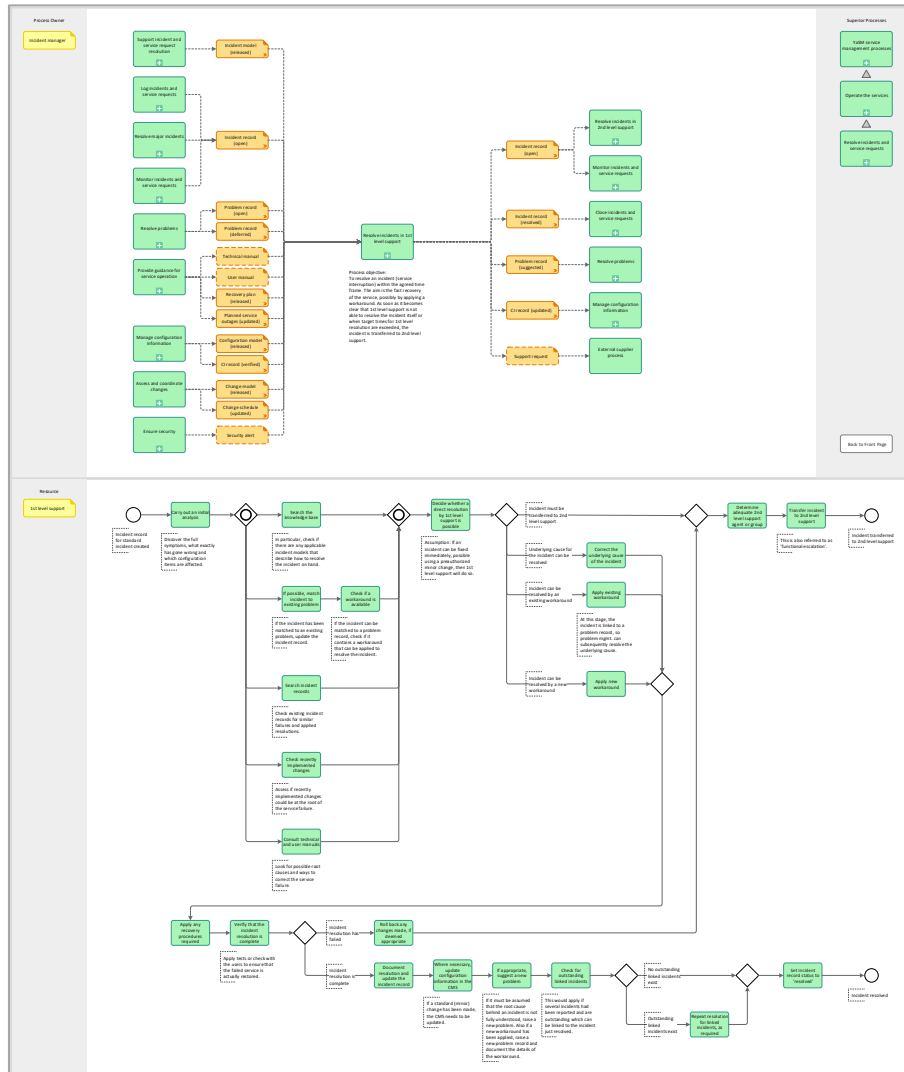 Process Owner
Incident manager
Superior Processes
YaSM service
management processes
Operate the services
Resolve incidents and
service requests
Back to Front Page
Support incident and
service request
resolution
Log incidents and
service requests
Resolve major incidents
Monitor incidents and
service requests
Resolve problems
Provide guidance for
service operation
Manage configuration
information
Assess and coordinate
changes
Ensure security
Incident model
(released)
Incident record
(open)
Problem record
(open)
Problem record
(deferred)
Technical manual
User manual
Recovery plan
(released)
Planned service
outages (updated)
Configuration model
(released)
CI record (verified)
Change model
(released)
Change schedule
(updated)
Security alert
Resolve incidents in 1st
level support
Process objective:
To resolve an incident (service
interruption) within the agreed time
frame. The aim is the fast recovery
of the service, possibly by applying a
workaround. As soon as it becomes
clear that 1st level support is not
able to resolve the incident itself or
when target times for 1st level
resolution are exceeded, the
incident is transferred to 2nd level
support.
Incident record
(open)
Incident record
(resolved)
Problem record
(suggested)
CI record (updated)
Support request
Resolve incidents in
2nd level support
Monitor incidents and
service requests
Close incidents and
service requests
Resolve problems
Manage configuration
information
External supplier
process
Resource
1st level support
Incident record
for standard
incident created
Carry out an initial
analysis
Discover the full
symptoms, what exactly
has gone wrong and
which configuration
items are affected.
Search the
knowledge base
In particular, check if
there are any applicable
incident models that
describe how to resolve
the incident on hand.
If possible, match
incident to
existing problem
If the incident has been
matched to an existing
problem, update the
incident record.
Check if a
workaround is
available
If the incident can be
matched to a problem
record, check if it
contains a workaround
that can be applied to
resolve the incident.
Search incident
records
Check existing incident
records for similar
failures and applied
resolutions.
Check recently
implemented
changes
Assess if recently
implemented changes
could be at the root of
the service failure.
Consult technical
and user manuals
Look for possible root
causes and ways to
correct the service
failure.
Decide whether a
direct resolution
by 1st level
support is
possible
Assumption: If an
incident can be fixed
immediately, possible
using a preauthorized
minor change, then 1st
level support will do so.
Incident must be
transferred to 2nd
level support
Underlying cause for
the incident can be
resolved
Correct the
underlying cause
of the incident
Incident can be
resolved by an
existing workaround
Apply existing
workaround
At this stage, the
incident is linked to a
problem record, so
problem mgmt. can
subsequently resolve the
underlying cause.
Incident can be
resolved by a new
workaround
Apply new
workaround
Determine
adequate 2nd
level support
agent or group
Transfer incident
to 2nd level
support
This is also referred to as
'functional escalation'.
Incident transferred
to 2nd level support
Apply any
recovery
procedures
required
Verify that the
incident
resolution is
complete
Apply tests or check with
the users to ensure that
the failed service is
actually restored.
Incident
resolution has
failed
Roll back any
changes made, if
deemed
appropriate
Incident
resolution is
complete
Document
resolution and
update the
incident record
Where necessary,
update
configuration
information in the
CMS
If a standard (minor)
change has been made,
the CMS needs to be
updated.
If appropriate,
suggest a new
problem
If it must be assumed
that the root cause
behind an incident is not
fully understood, raise a
new problem. Also if a
new workaround has
been applied, raise a
new problem record and
document the details of
the workaround.
Check for
outstanding
linked incidents
This would apply if
several incidents had
been reported and are
outstanding which can
be linked to the incident
just resolved.
No outstanding
linked incidents
exist
Outstanding
linked
incidents exist
Repeat resolution
for linked
incidents, as
required
Set incident
record status to
'resolved'
Incident resolved